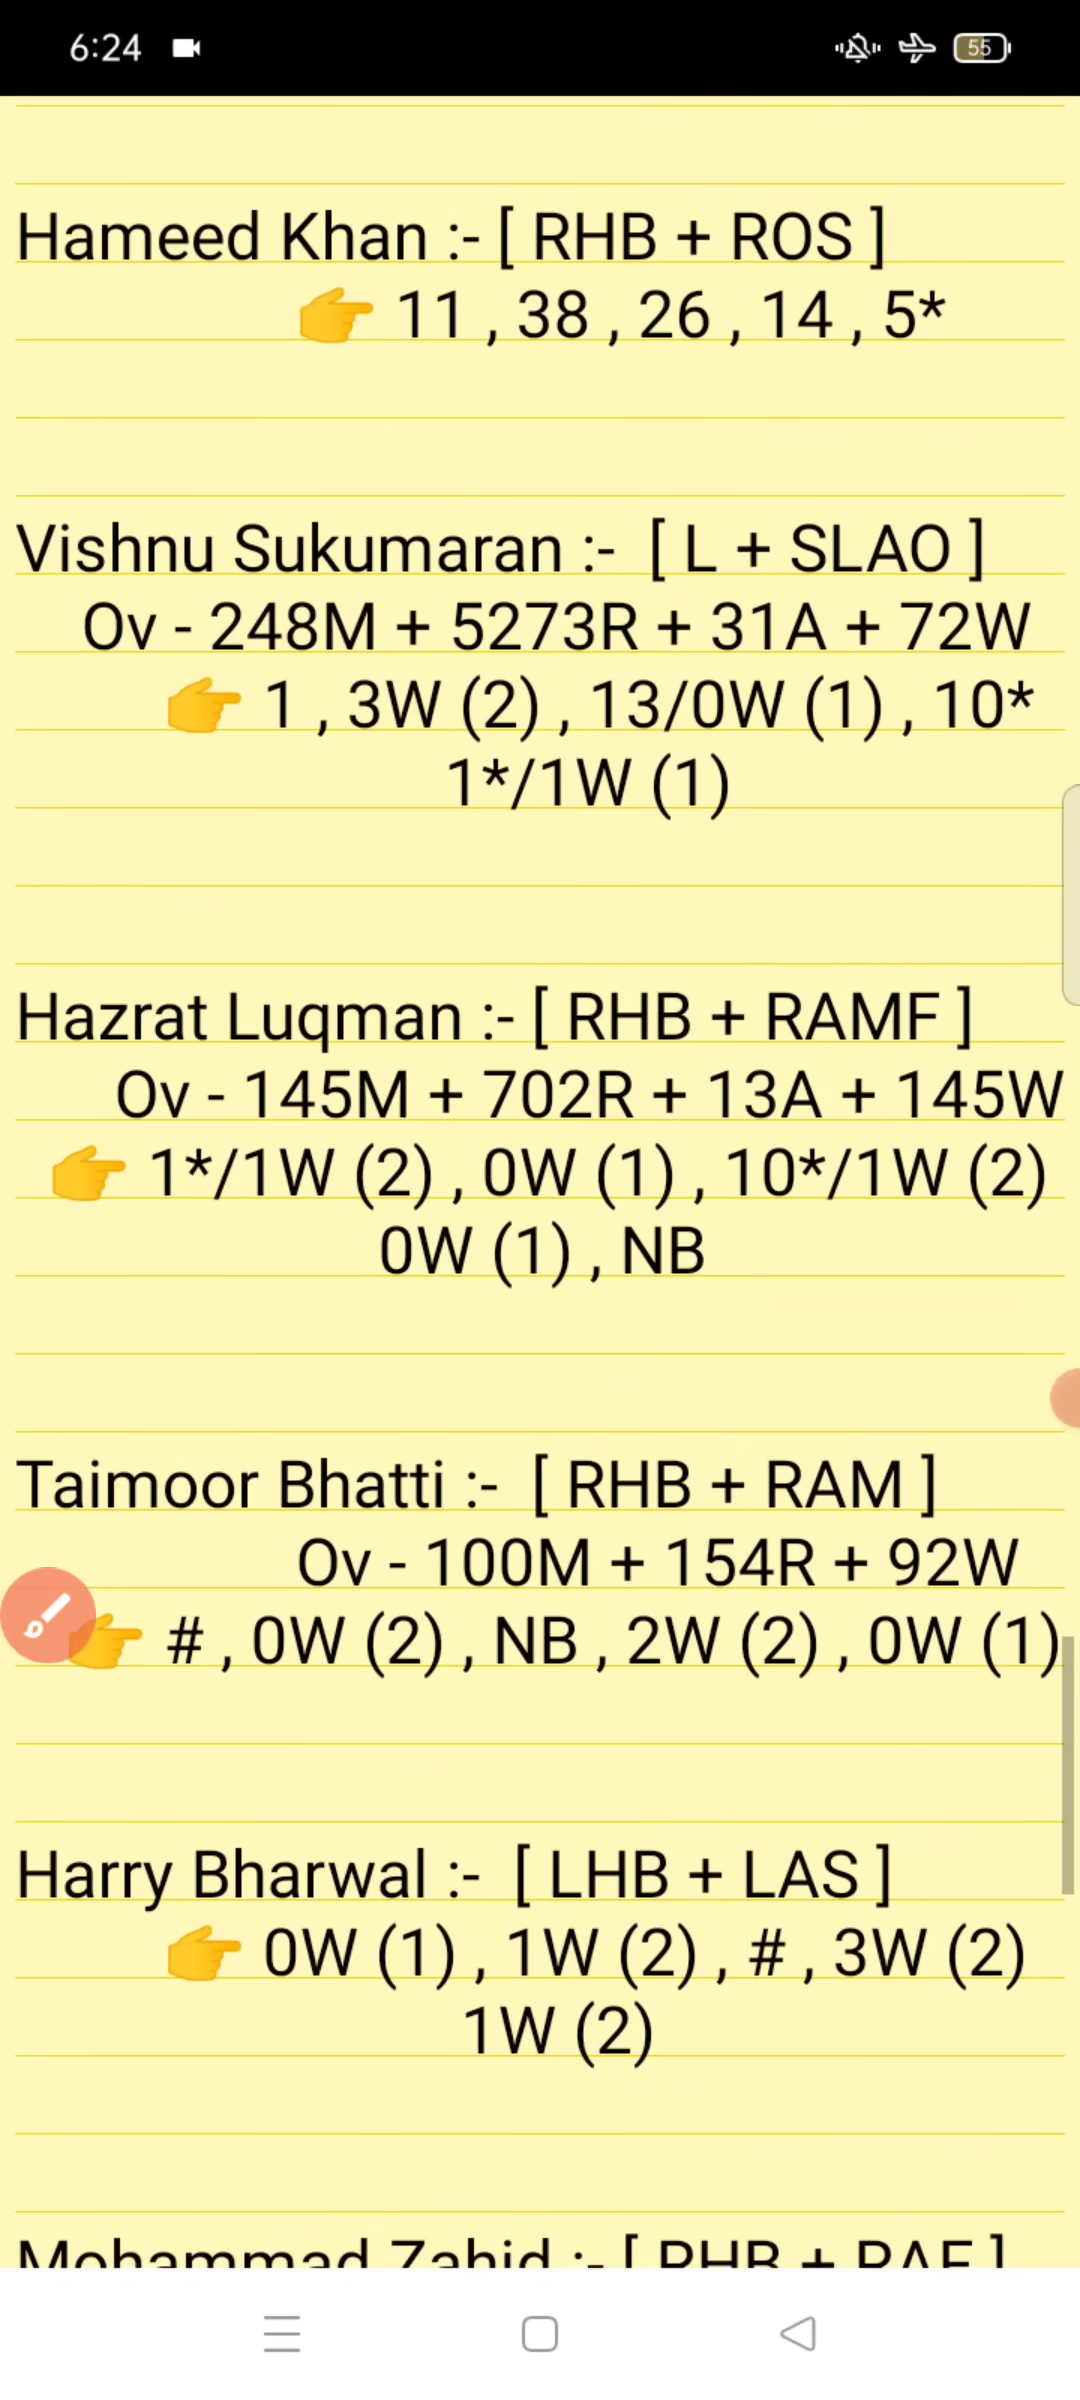 6:24
55
Hameed Khan :- [ RHB + ROS ]
👉 11 , 38 , 26 , 14 , 5*
Vishnu Sukumaran :- [ L + SLAO ]
Ov - 248M + 5273R + 31A + 72W
👉 1 , 3W (2) , 13/0W (1) , 10*
1*/1W (1)
Hazrat Luqman :- [ RHB + RAMF ]
Ov - 145M + 702R + 13A + 145W
👉 1*/1W (2) , 0W (1) , 10*/1W (2)
0W (1) , NB
Taimoor Bhatti :- [ RHB + RAM ]
Ov - 100M + 154R + 92W
👉 # , 0W (2) , NB , 2W (2) , 0W (1)
Harry Bharwal :- [ LHB + LAS ]
👉 0W (1) , 1W (2) , # , 3W (2)
1W (2)
Mohammad Zahid :- [ RHB + RAF ]